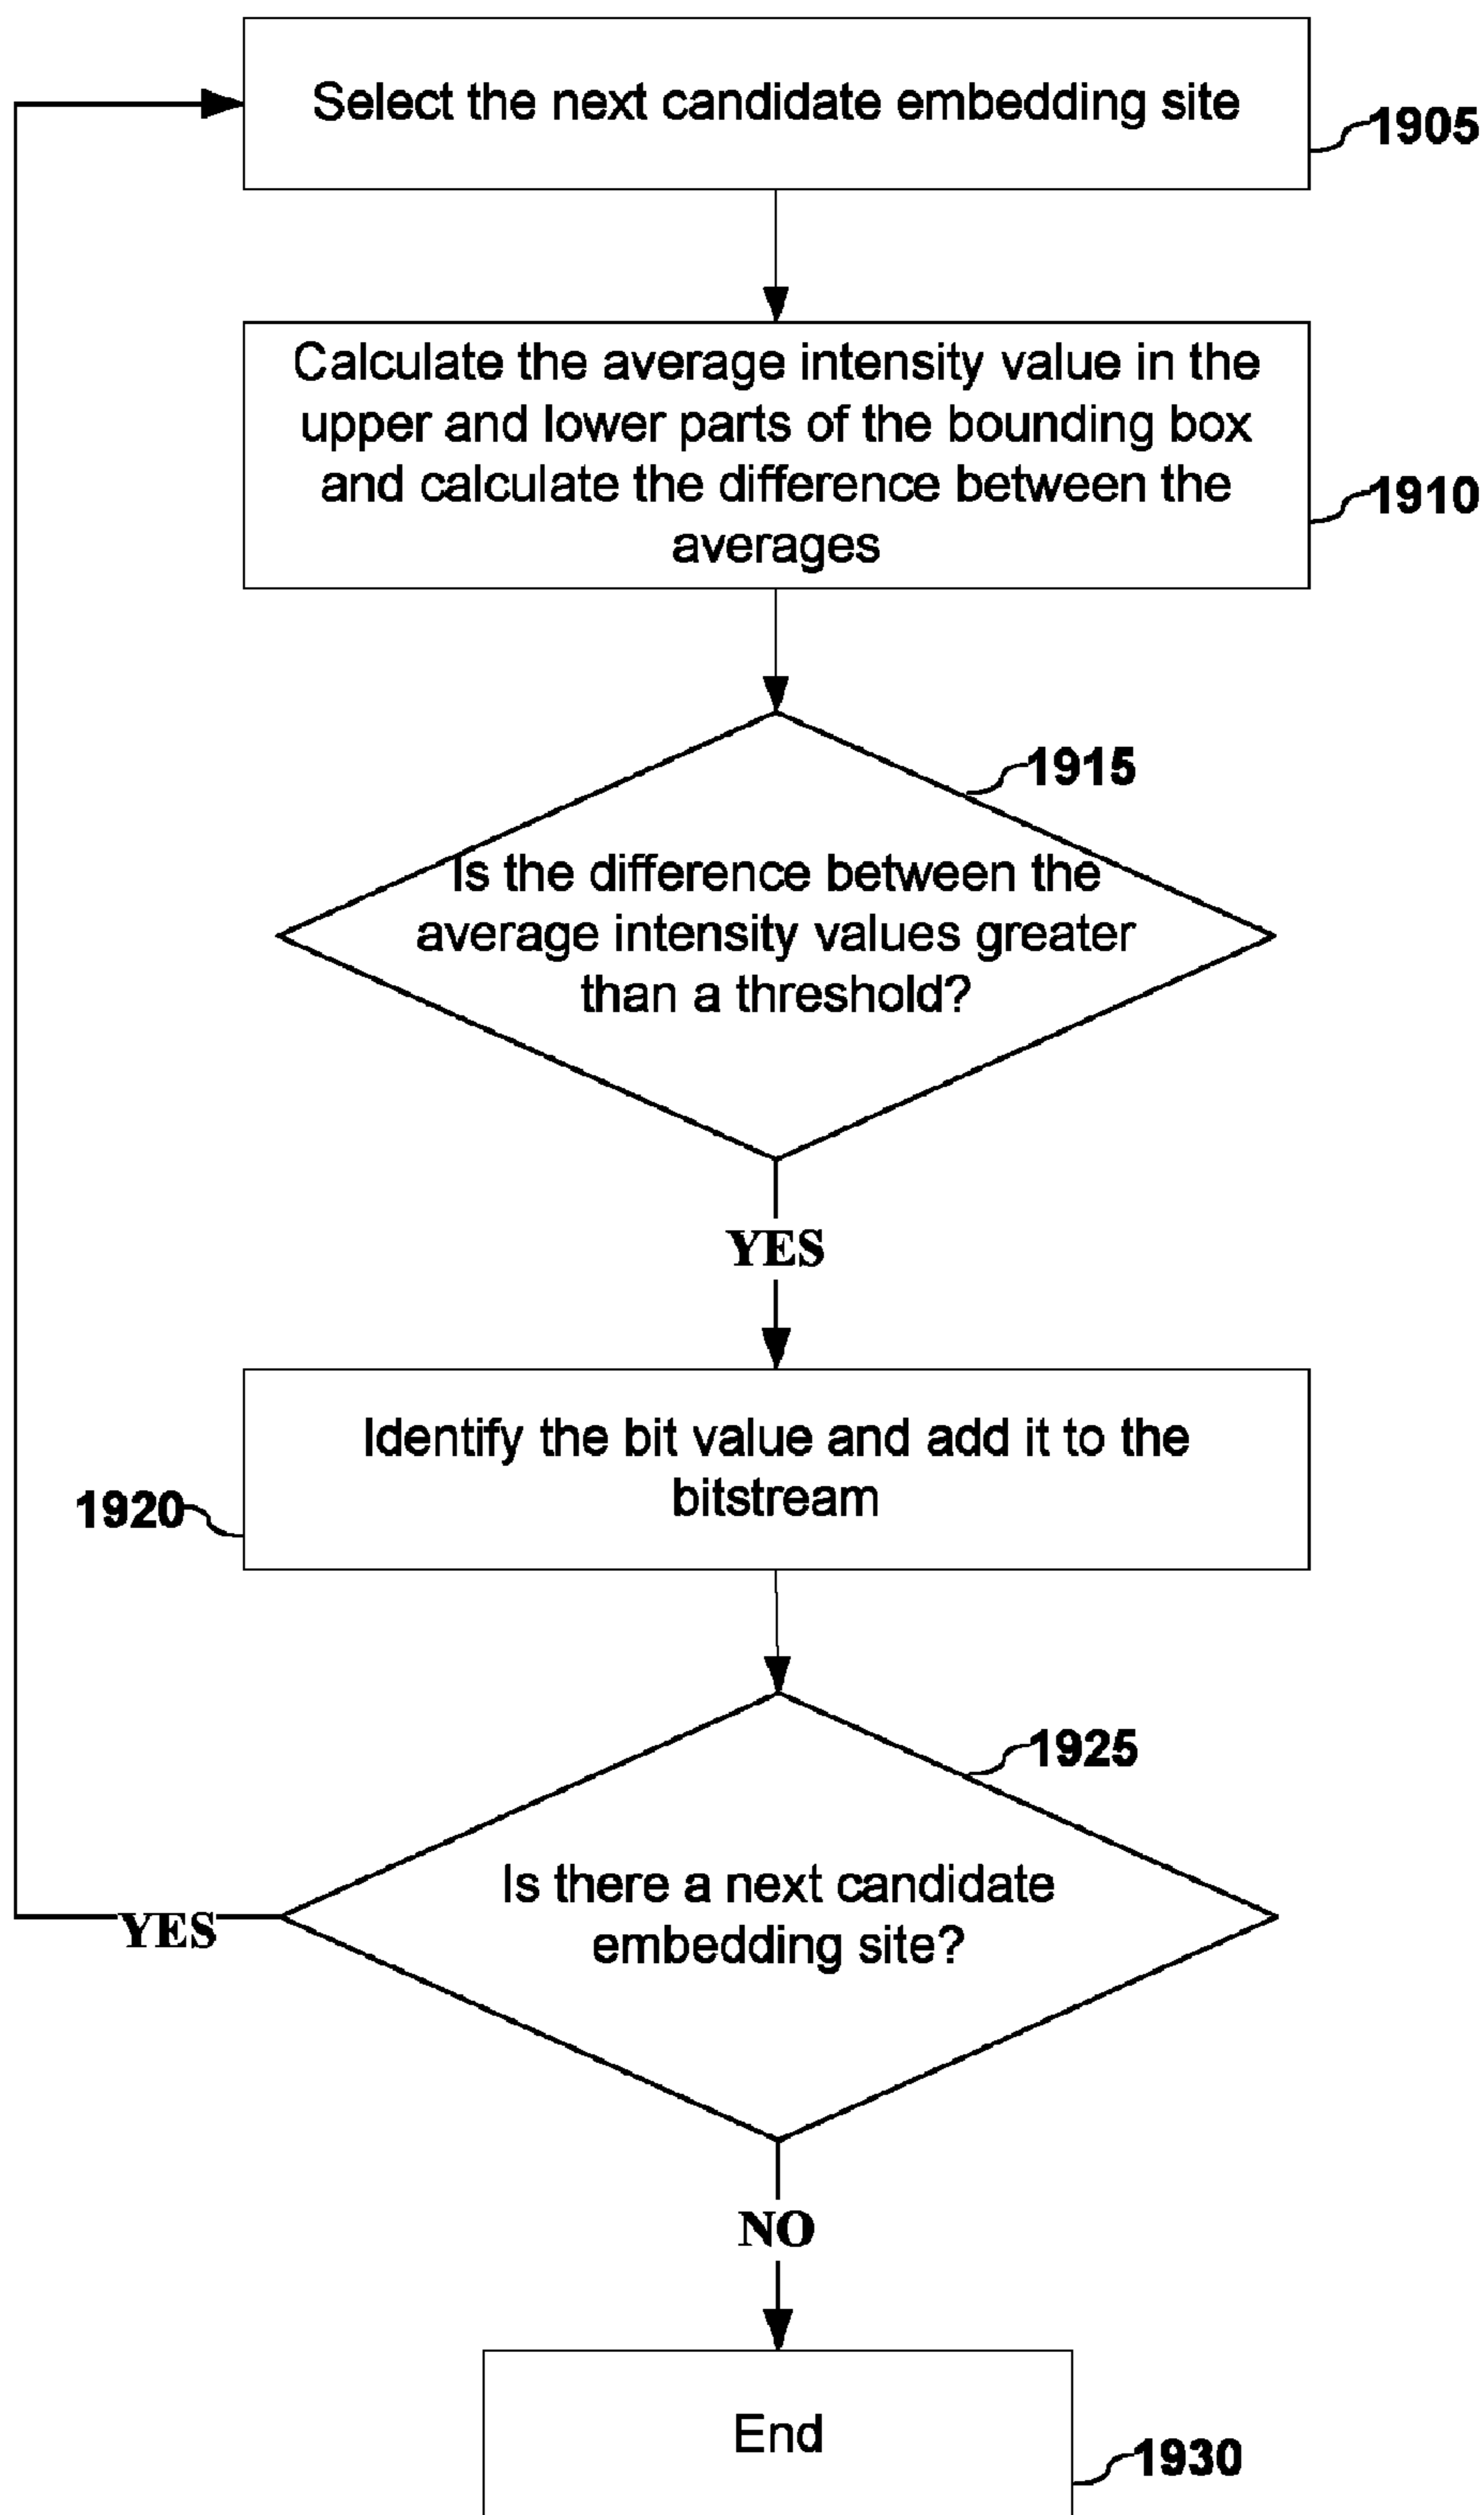 Select the next candidate embedding site
1905
Calculate the average intensity value in the
upper and lower parts of the bounding box
and calculate the difference between the
averages
1910
1915
Is the difference between the
average intensity values greater
than a threshold?
YES
Identify the bit value and add it to the
bitstream
1920
1925
Is there a next candidate
embedding site?
YES
NO
End
1930